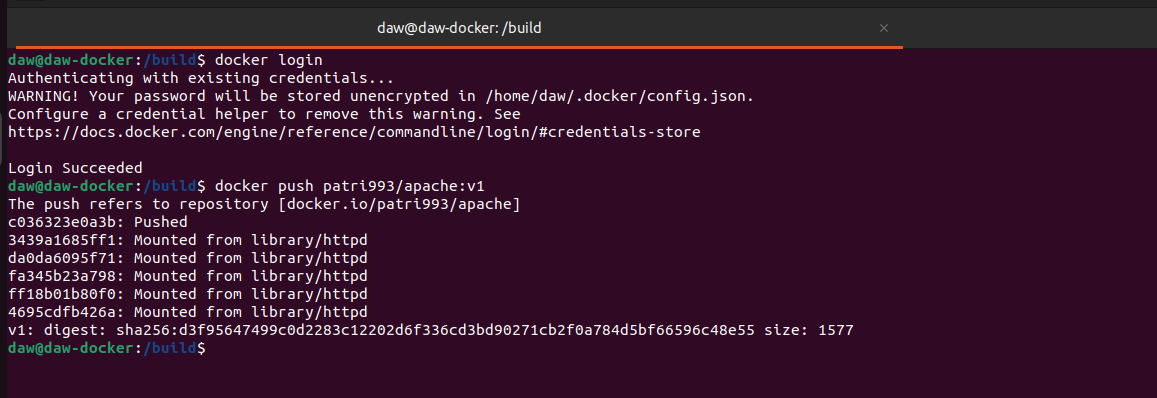 daw@daw-docker: /build
daw@daw-docker:/build$ docker login
Authenticating with existing credentials...
WARNING! Your password will be stored unencrypted in /home/daw/.docker/config.json.
Configure a credential helper to remove this warning. See
https://docs.docker.com/engine/reference/commandline/login/#credentials-store
Login Succeeded
daw@daw-docker:/build$ docker push patri993/apache:v1
The push refers to repository [docker.io/patri993/apache]
c036323e0a3b: Pushed
3439a1685ff1: Mounted from library/httpd
da0da6095f71: Mounted from library/httpd
fa345b23a798: Mounted from library/httpd
ff18b01b80f0: Mounted from library/httpd
4695cdfb426a: Mounted from library/httpd
v1: digest: sha256:d3f95647499c0d2283c12202d6f336cd3bd90271cb2f0a784d5bf66596c48e55 size: 1577
daw@daw-docker:/build$